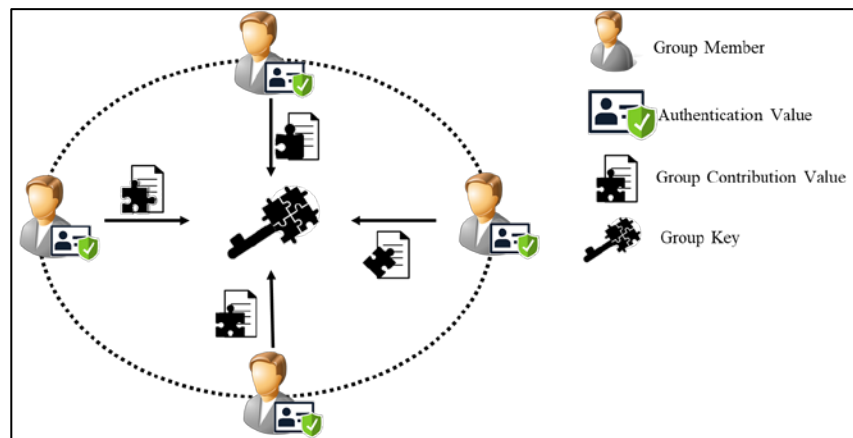 Group Member
Authentication Value
Group Contribution Value
Group Key